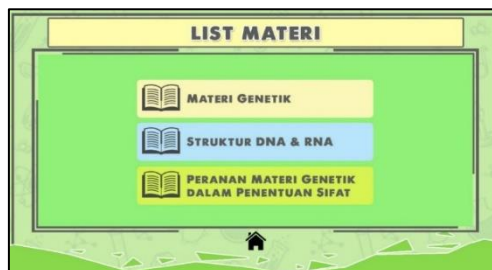 LIST MATERI
MATERI GENETIK
STRUKTUR DNA & RNA
PERANAN MATERI GENETIK
DALAM PENENTUAN SIFAT